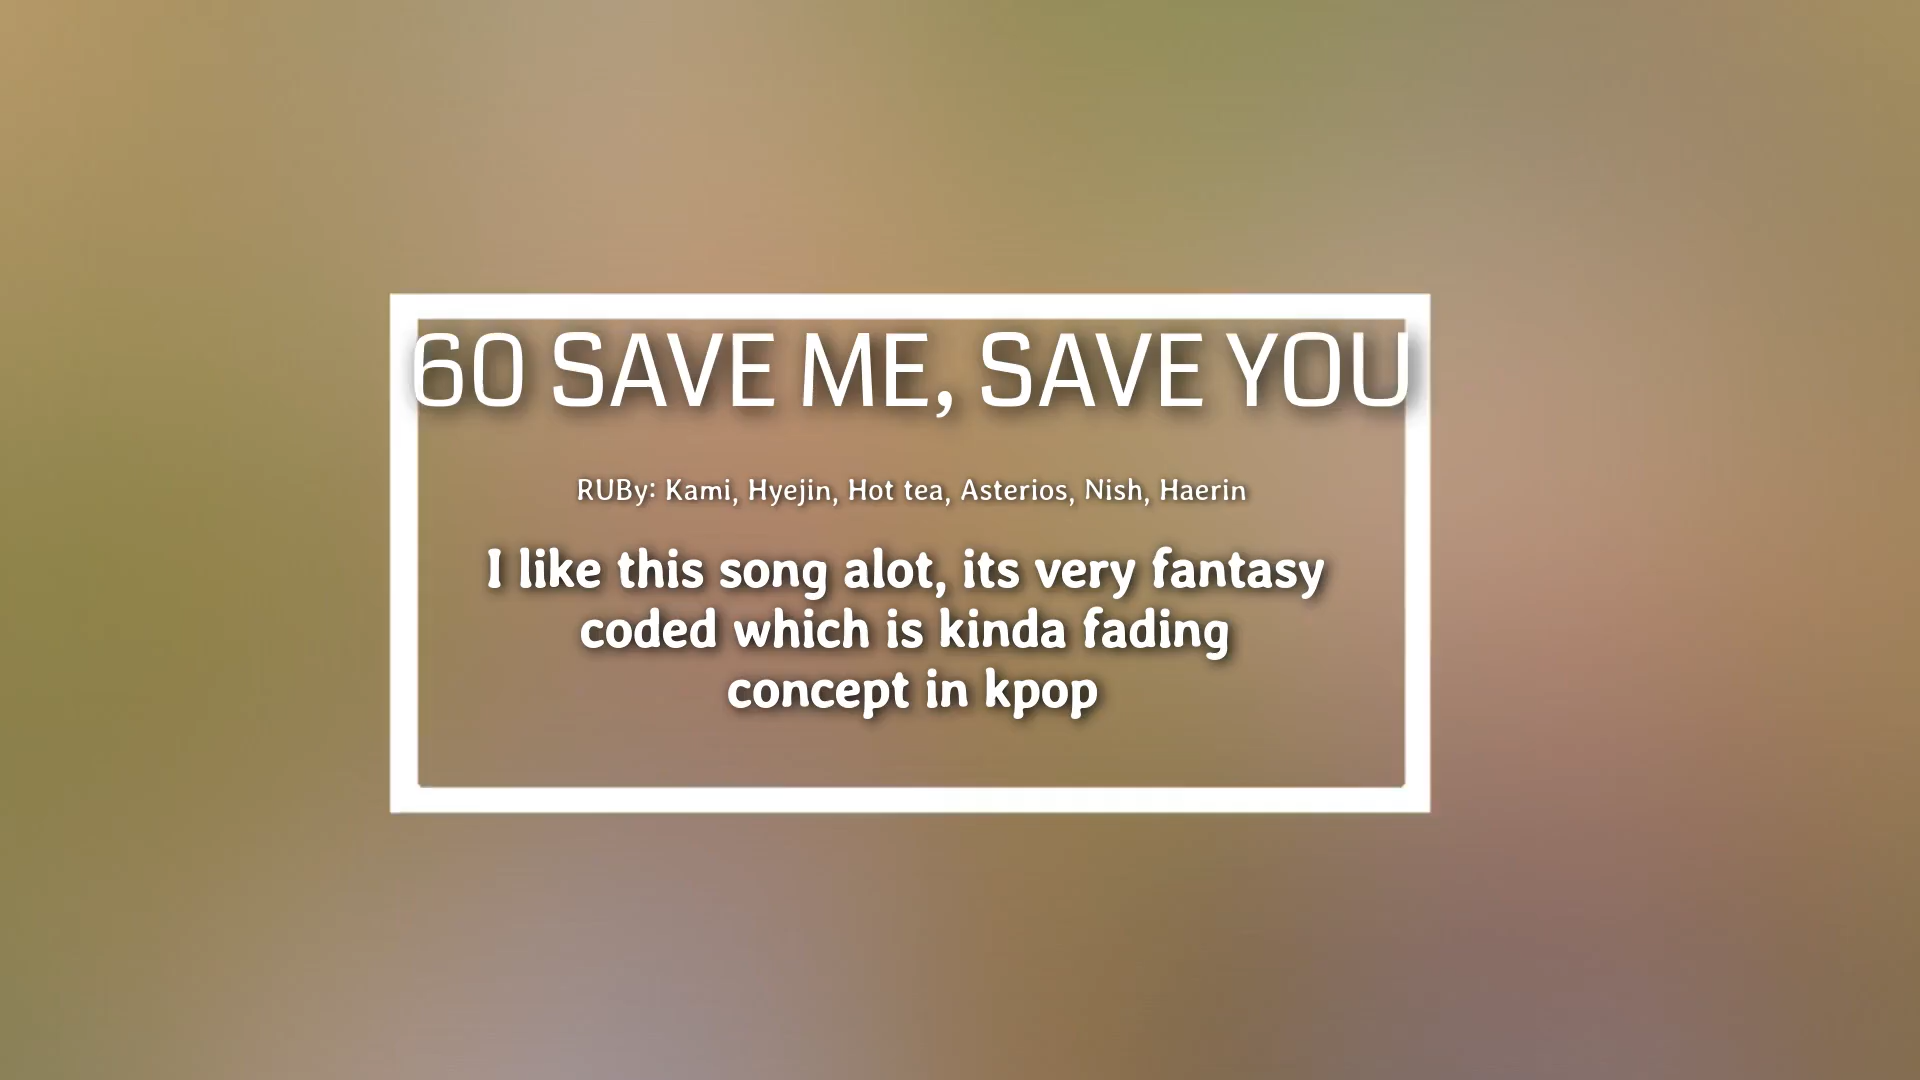 60 SAVE ME, SAVE YOU
RUBy: Kami, Hyejin, Hot tea, Asterios, Nish, Haerin
I like this song alot, its very fantasy
coded which is kinda fading
concept in kpop